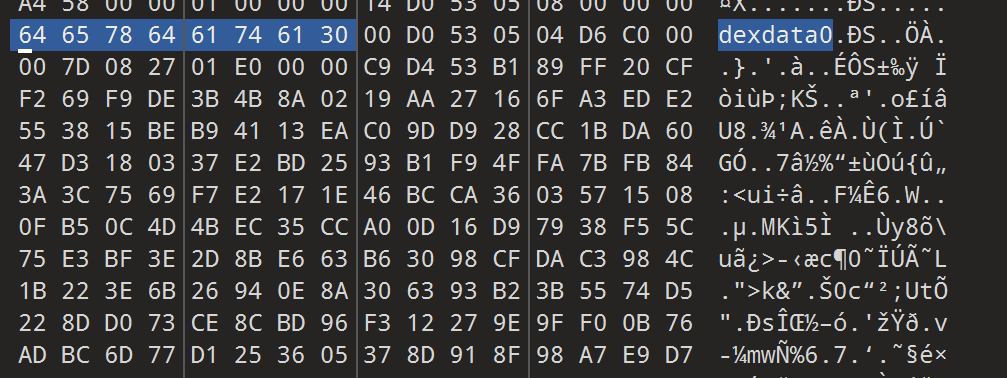 A4 58 00 00 01 00 00 00 14 D0 53 05 08 00 00 00 ¤X.......ÐS.....
64 65 78 64 61 74 61 30 00 D0 53 05 04 D6 C0 00 dexdata0.ÐS..ÖÀ.
00 7D 08 27 01 E0 00 00 C9 D4 53 B1 89 FF 20 CF .}.'.à..ÉÔS±‰ÿ Ï
F2 69 F9 DE 3B 4B 8A 02 19 AA 27 16 6F A3 ED E2 òiùÞ;KŠ..ª'.o£íâ
55 38 15 BE B9 41 13 EA C0 9D D9 28 CC 1B DA 60 U8.¾¹A.êÀ.Ù(Ì.Ú`
47 D3 18 03 37 E2 BD 25 93 B1 F9 4F FA 7B FB 84 GÓ..7â½%“±ùOú{û„
3A 3C 75 69 F7 E2 17 1E 46 BC CA 36 03 57 15 08 :<ui÷â..F¼Ê6.W..
0F B5 0C 4D 4B EC 35 CC A0 0D 16 D9 79 38 F5 5C .µ.MKì5Ì ..Ùy8õ\
75 E3 BF 3E 2D 8B E6 63 B6 30 98 CF DA C3 98 4C uã¿>-‹æc¶0˜ÏÚÃ˜L
1B 22 3E 6B 26 94 0E 8A 30 63 93 B2 3B 55 74 D5 .">k&”.Š0c“²;UtÕ
22 8D D0 73 CE 8C BD 96 F3 12 27 9E 9F F0 0B 76 ".ÐsÎŒ½–ó.'žŸð.v
AD BC 6D 77 D1 25 36 05 37 8D 91 8F 98 A7 E9 D7 -¼mwÑ%6.7.‘.˜§é×